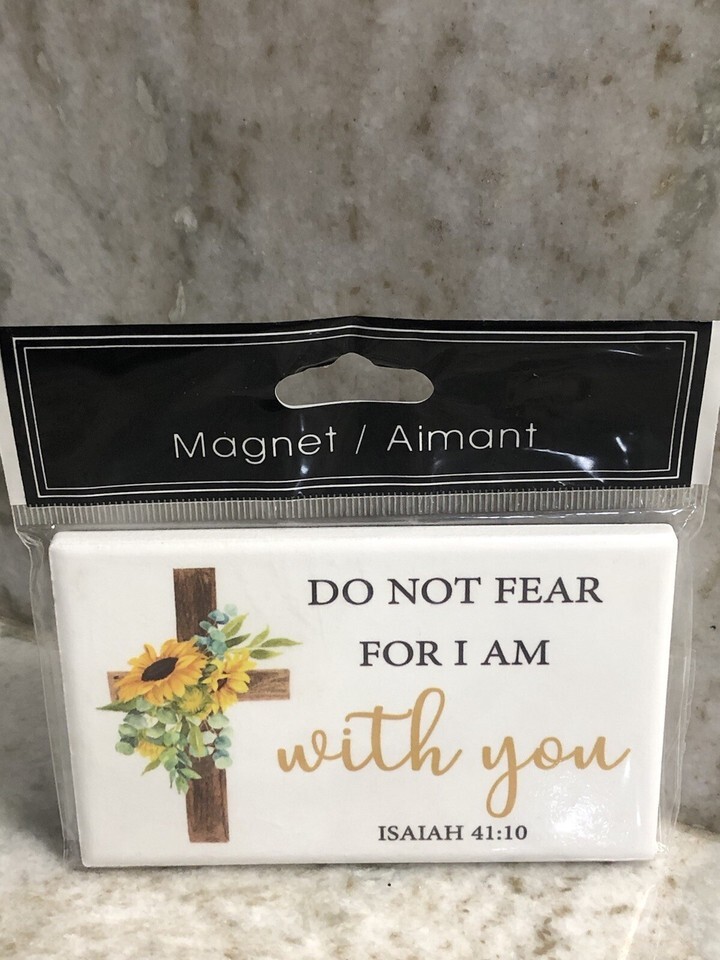 Magnet / Aimant
DO NOT FEAR
FOR I AM
with you
ISAIAH 41:10